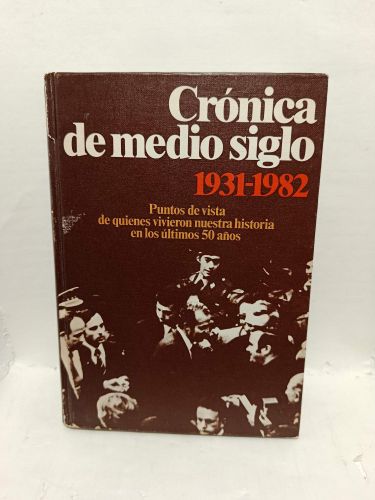 Crónica
de medio siglo
1931-1982
Puntos de vista
de quienes vivieron nuestra historia
en los últimos 50 años